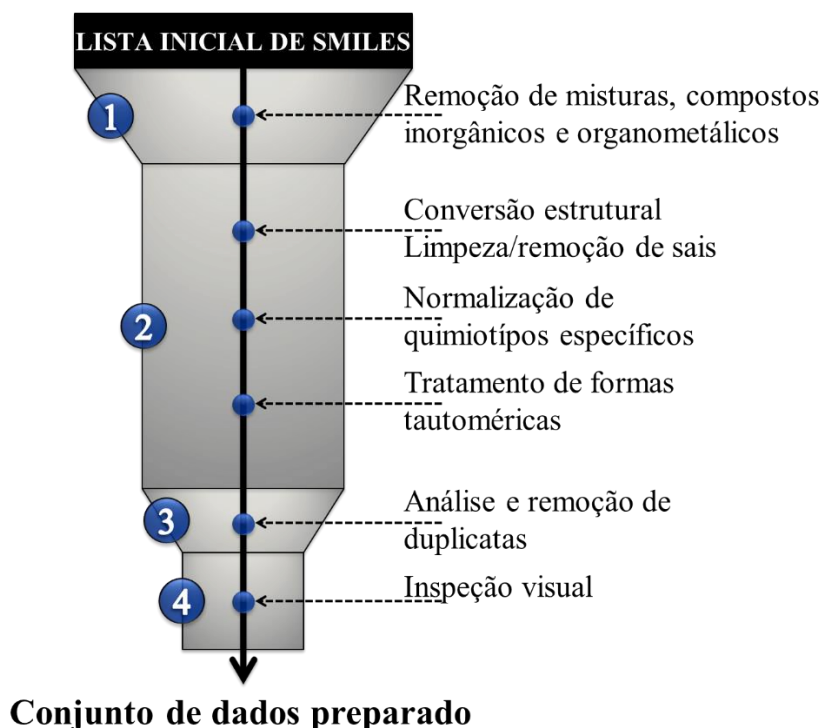 LISTA INICIAL DE SMILES
1
Remoção de misturas, compostos
inorgânicos e organometálicos
Conversão estrutural
Limpeza/remoção de sais
2
Normalização de
quimiotípos específicos
Tratamento de formas
tautoméricas
3
Análise e remoção de
duplicatas
4
Inspeção visual
Conjunto de dados preparado